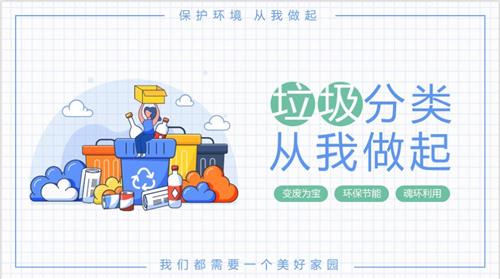 保护环境 从我做起
垃圾分类
从我做起
变废为宝 环保节能 魂环利用
我们都需要一个美好家园